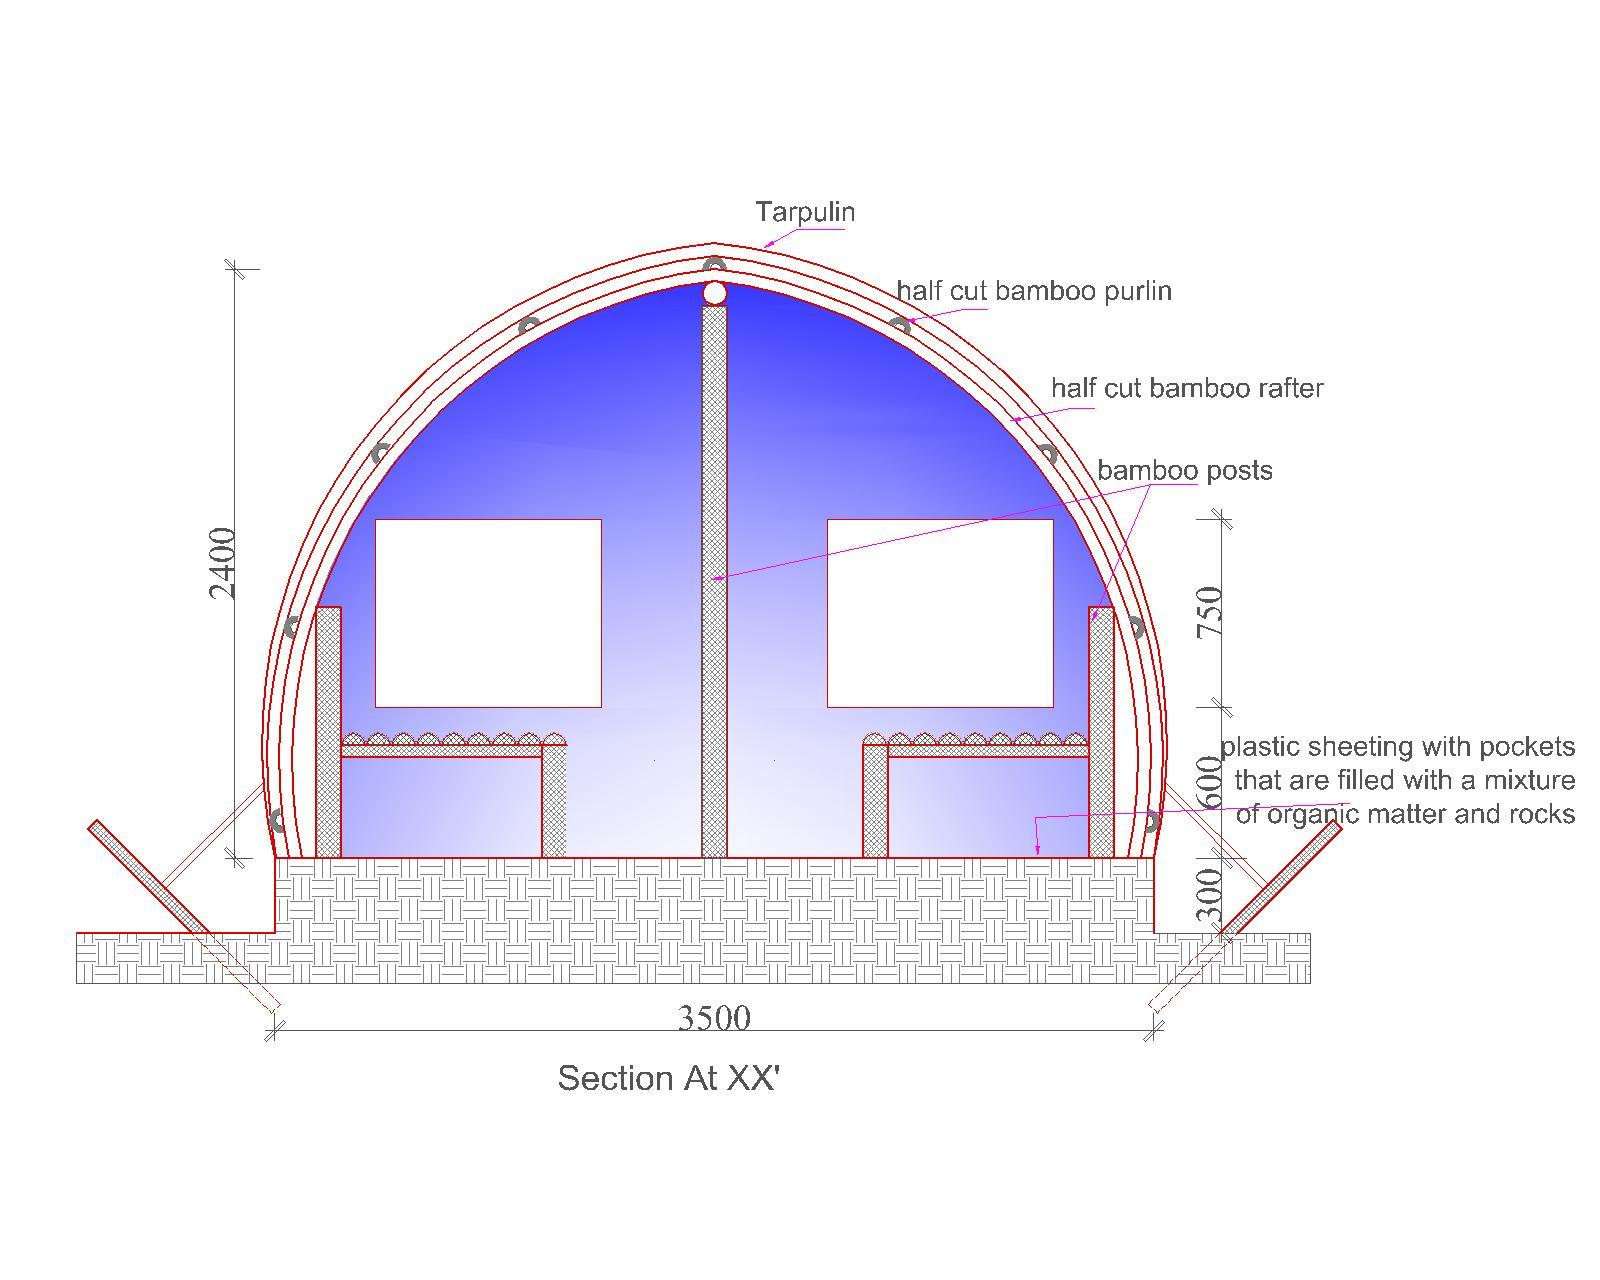 Tarpulin
half cut bamboo purlin
half cut bamboo rafter
bamboo posts
2400
750
plastic sheeting with pockets
that are filled with a mixture
of organic matter and rocks
600
300
3500
Section At XX'